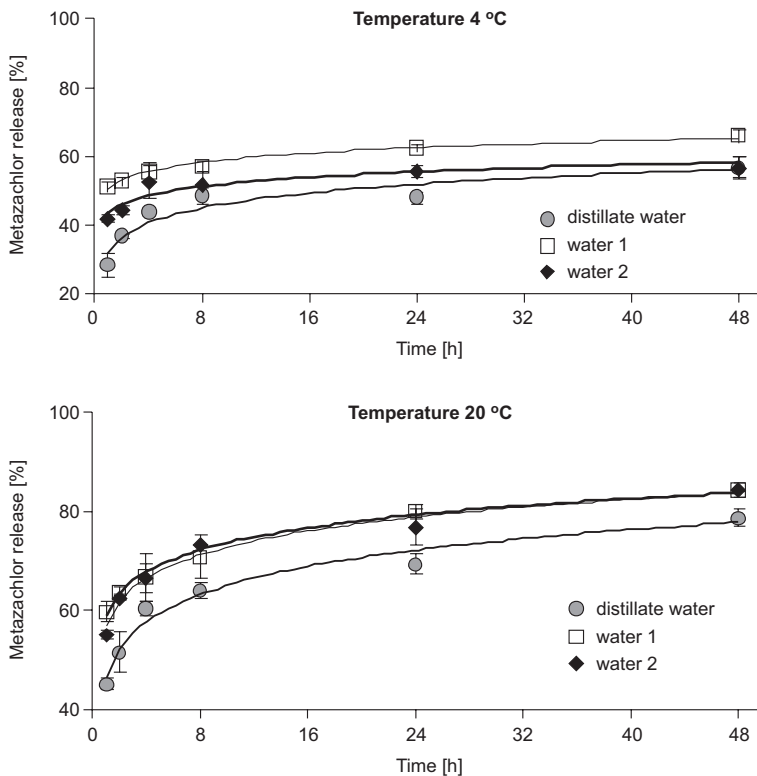 Temperature 4 °C
Metazachlor release [%]
100
80
60
40
20
distillate water
water 1
water 2
0 8 16 24 32 40 48
Time [h]
Temperature 20 °C
Metazachlor release [%]
100
80
60
40
distillate water
water 1
water 2
0 8 16 24 32 40 48
Time [h]